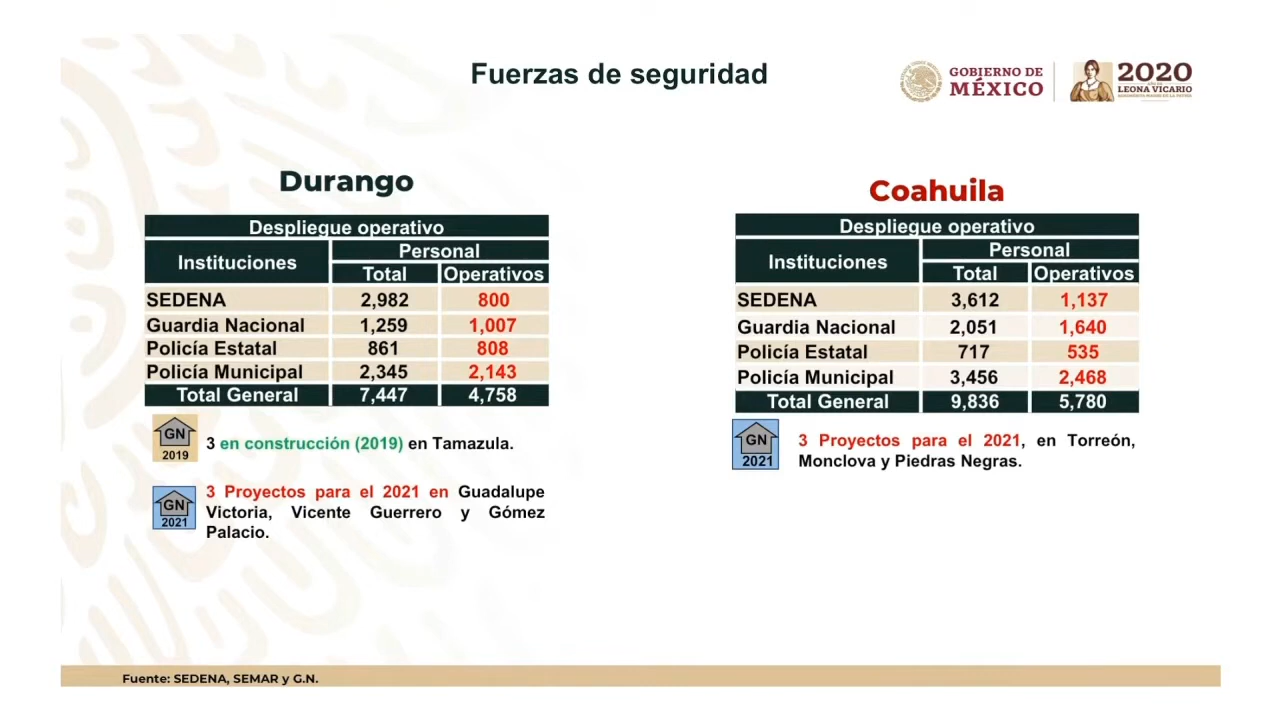 Fuerzas de seguridad
GOBIERNO DE
MÉXICO
2020
LEONA VICARIO
Durango
Despliegue operativo
Instituciones
Personal
Total Operativos
SEDENA 2,982 800
Guardia Nacional 1,259 1,007
Policía Estatal 861 808
Policía Municipal 2,345 2,143
Total General 7,447 4,758
GN
2019
3 en construcción (2019) en Tamazula.
GN
2021
3 Proyectos para el 2021 en Guadalupe
Victoria, Vicente Guerrero y Gómez
Palacio.
Coahuila
Despliegue operativo
Instituciones
Personal
Total Operativos
SEDENA 3,612 1,137
Guardia Nacional 2,051 1,640
Policía Estatal 717 535
Policía Municipal 3,456 2,468
Total General 9,836 5,780
GN
2021
3 Proyectos para el 2021, en Torreón,
Monclova y Piedras Negras.
Fuente: SEDENA, SEMAR y G.N.